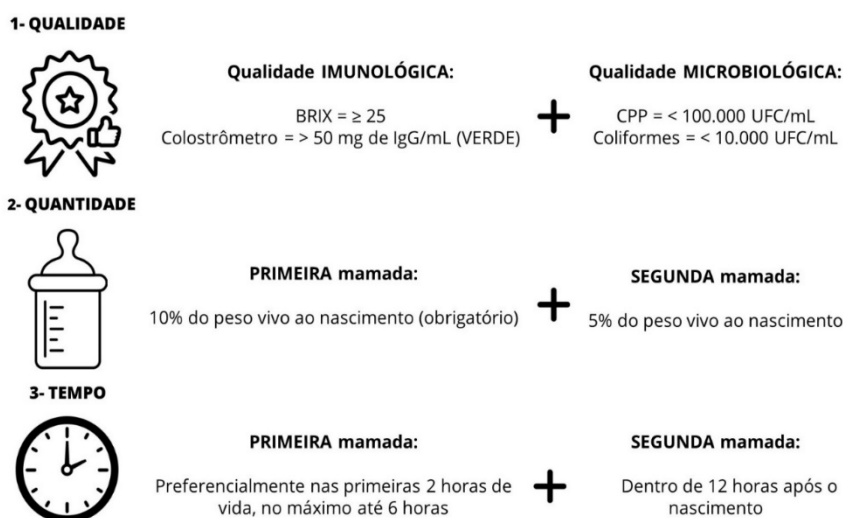 1- QUALIDADE
Qualidade IMUNOLÓGICA:
BRIX = ≥ 25
Colostrômetro = > 50 mg de IgG/mL (VERDE)
+
Qualidade MICROBIOLÓGICA:
CPP = < 100.000 UFC/mL
Coliformes = < 10.000 UFC/mL
2- QUANTIDADE
PRIMEIRA mamada:
10% do peso vivo ao nascimento (obrigatório)
+
SEGUNDA mamada:
5% do peso vivo ao nascimento
3- TEMPO
PRIMEIRA mamada:
Preferencialmente nas primeiras 2 horas de
vida, no máximo até 6 horas
+
SEGUNDA mamada:
Dentro de 12 horas após o
nascimento